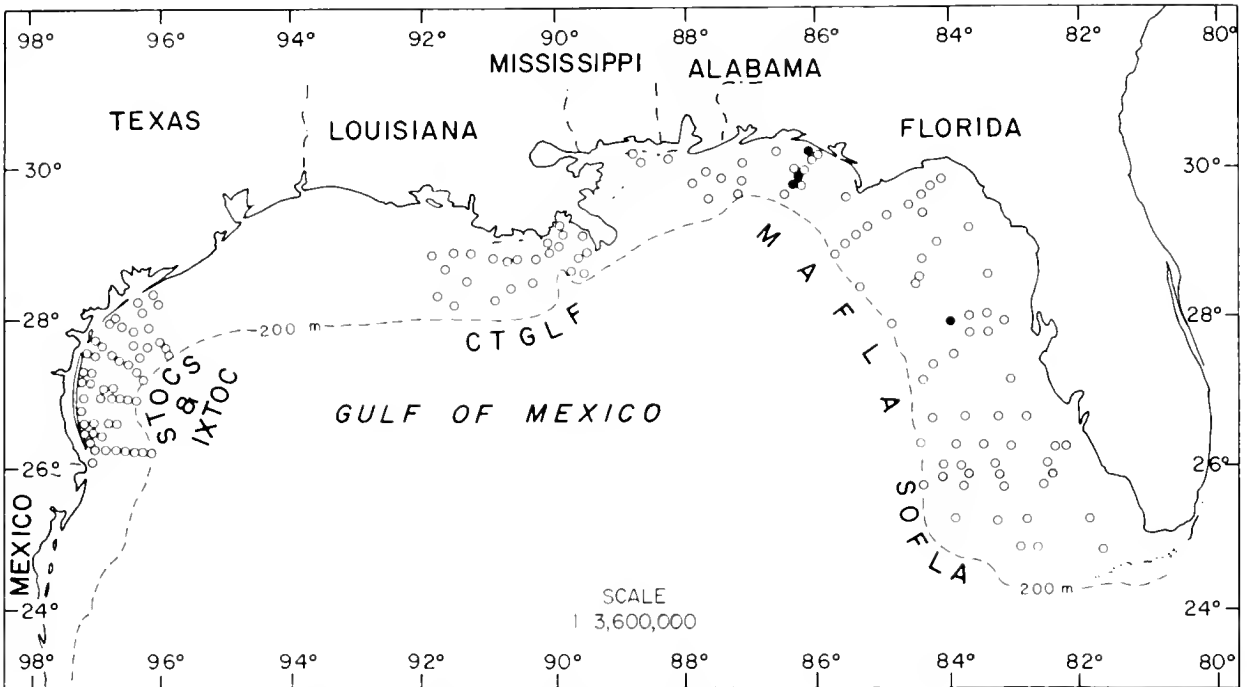 98° 96° 94° 92° 90° 88° 86° 84° 82° 80°
MISSISSIPPI ALABAMA
TEXAS LOUISIANA FLORIDA
30° 30°
MAFLA
28° 200 m CTGLF 28°
STOCS
&
IXTOC
GULF OF MEXICO
26° 26°
SOFLA
MEXICO
200 m
SCALE
1 3,600,000
24° 24°
98° 96° 94° 92° 90° 88° 86° 84° 82° 80°